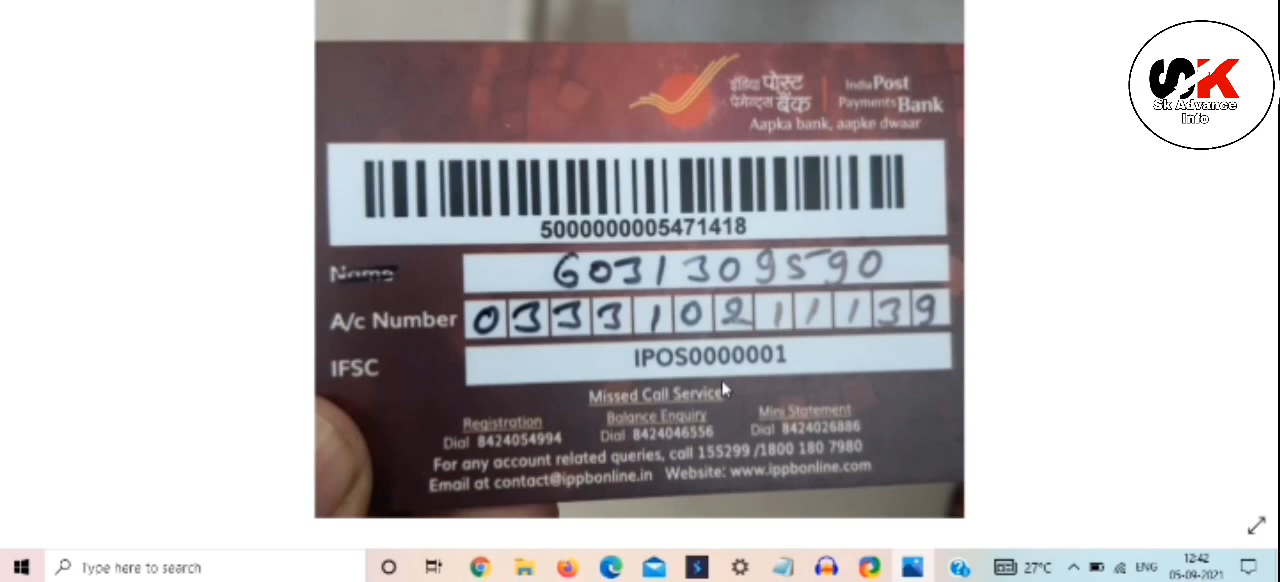 इंडिया पोस्ट
पेमेन्ट्स बैंक
India Post
Payments Bank
Aapka bank, aapke dwaar
SK
Sk Advance
Info
5000000005471418
Name 6031309590
A/c Number 033310211139
IFSC IPOS0000001
Missed Call Service
Registration Balance Enquiry Mini Statement
Dial 8424054994 Dial 8424046556 Dial 8424026886
For any account related queries, call 155299 /1800 180 7980
Email at contact@ippbonline.in Website: www.ippbonline.com
Type here to search
27°C ENG
12:42
05-09-2021